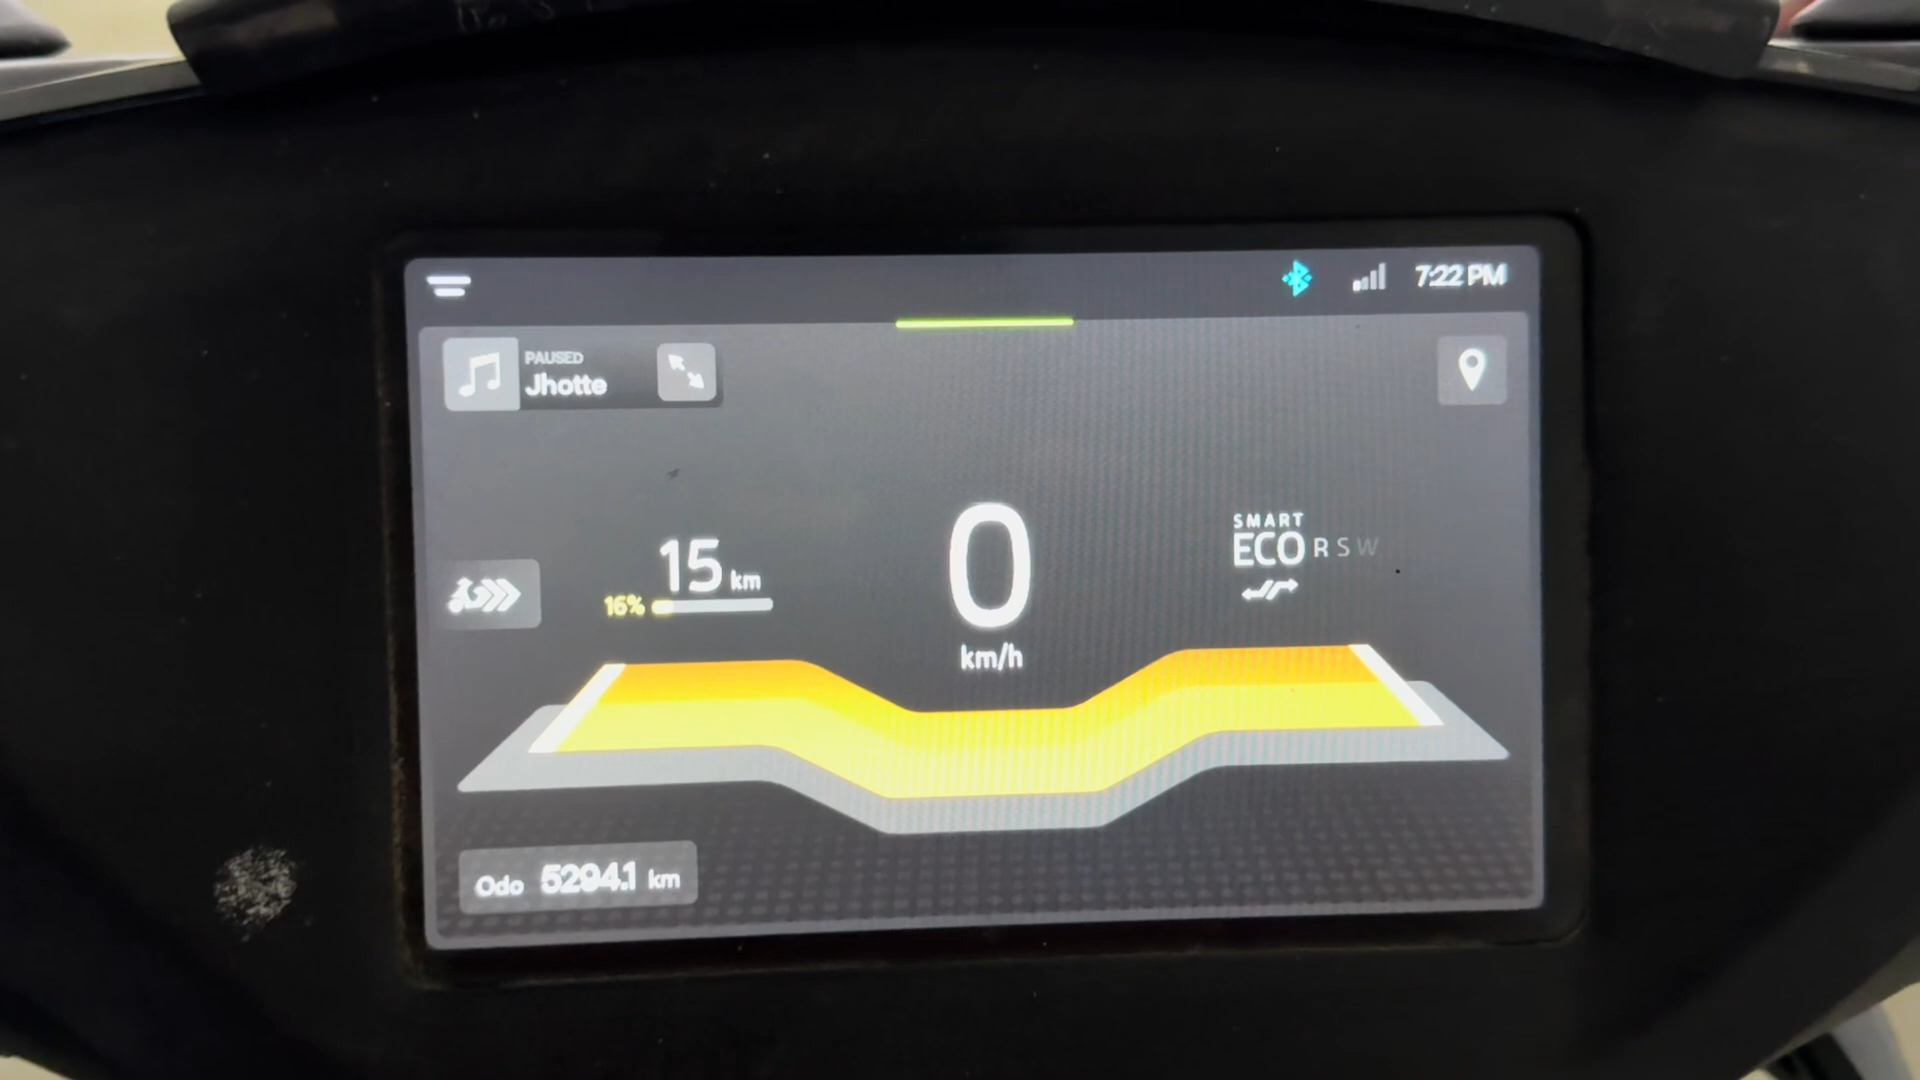 7:22 PM
PAUSED
Jhotte
15 km
16%
0
km/h
SMART
ECO R S W
Odo 5294.1 km